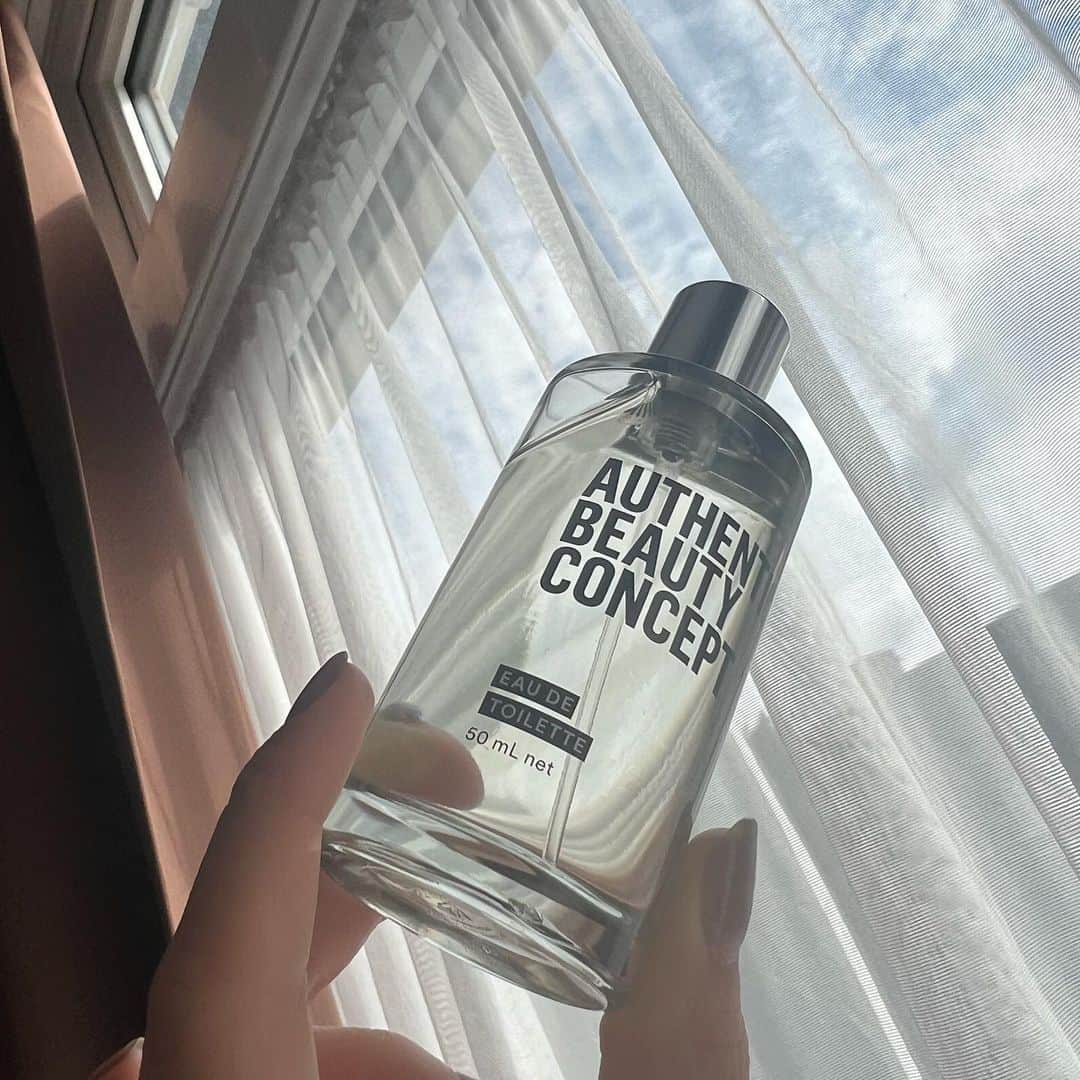 AUTHENT
BEAUTY
CONCEPT
EAU DE
TOILETTE
50 mL net